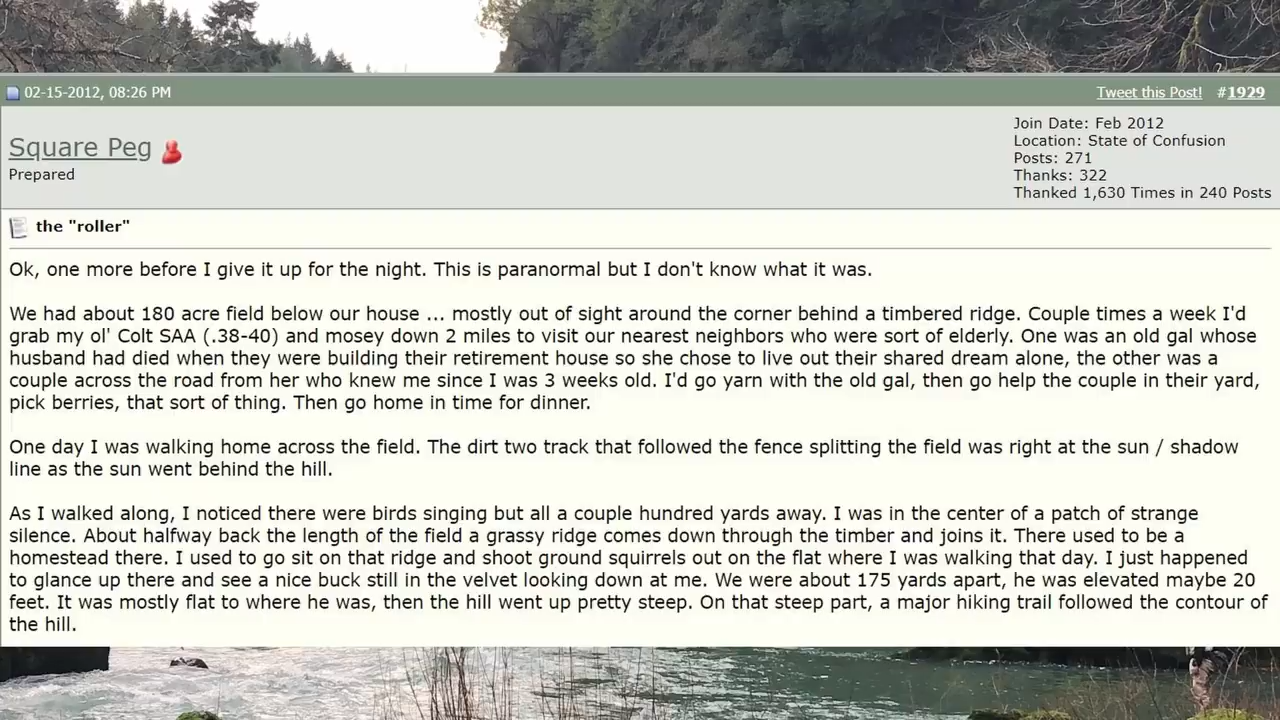 02-15-2012, 08:26 PM Tweet this Post! #1929
Square Peg
Prepared
Join Date: Feb 2012
Location: State of Confusion
Posts: 271
Thanks: 322
Thanked 1,630 Times in 240 Posts
the "roller"
Ok, one more before I give it up for the night. This is paranormal but I don't know what it was.
We had about 180 acre field below our house ... mostly out of sight around the corner behind a timbered ridge. Couple times a week I'd
grab my ol' Colt SAA (.38-40) and mosey down 2 miles to visit our nearest neighbors who were sort of elderly. One was an old gal whose
husband had died when they were building their retirement house so she chose to live out their shared dream alone, the other was a
couple across the road from her who knew me since I was 3 weeks old. I'd go yarn with the old gal, then go help the couple in their yard,
pick berries, that sort of thing. Then go home in time for dinner.
One day I was walking home across the field. The dirt two track that followed the fence splitting the field was right at the sun / shadow
line as the sun went behind the hill.
As I walked along, I noticed there were birds singing but all a couple hundred yards away. I was in the center of a patch of strange
silence. About halfway back the length of the field a grassy ridge comes down through the timber and joins it. There used to be a
homestead there. I used to go sit on that ridge and shoot ground squirrels out on the flat where I was walking that day. I just happened
to glance up there and see a nice buck still in the velvet looking down at me. We were about 175 yards apart, he was elevated maybe 20
feet. It was mostly flat to where he was, then the hill went up pretty steep. On that steep part, a major hiking trail followed the contour of
the hill.